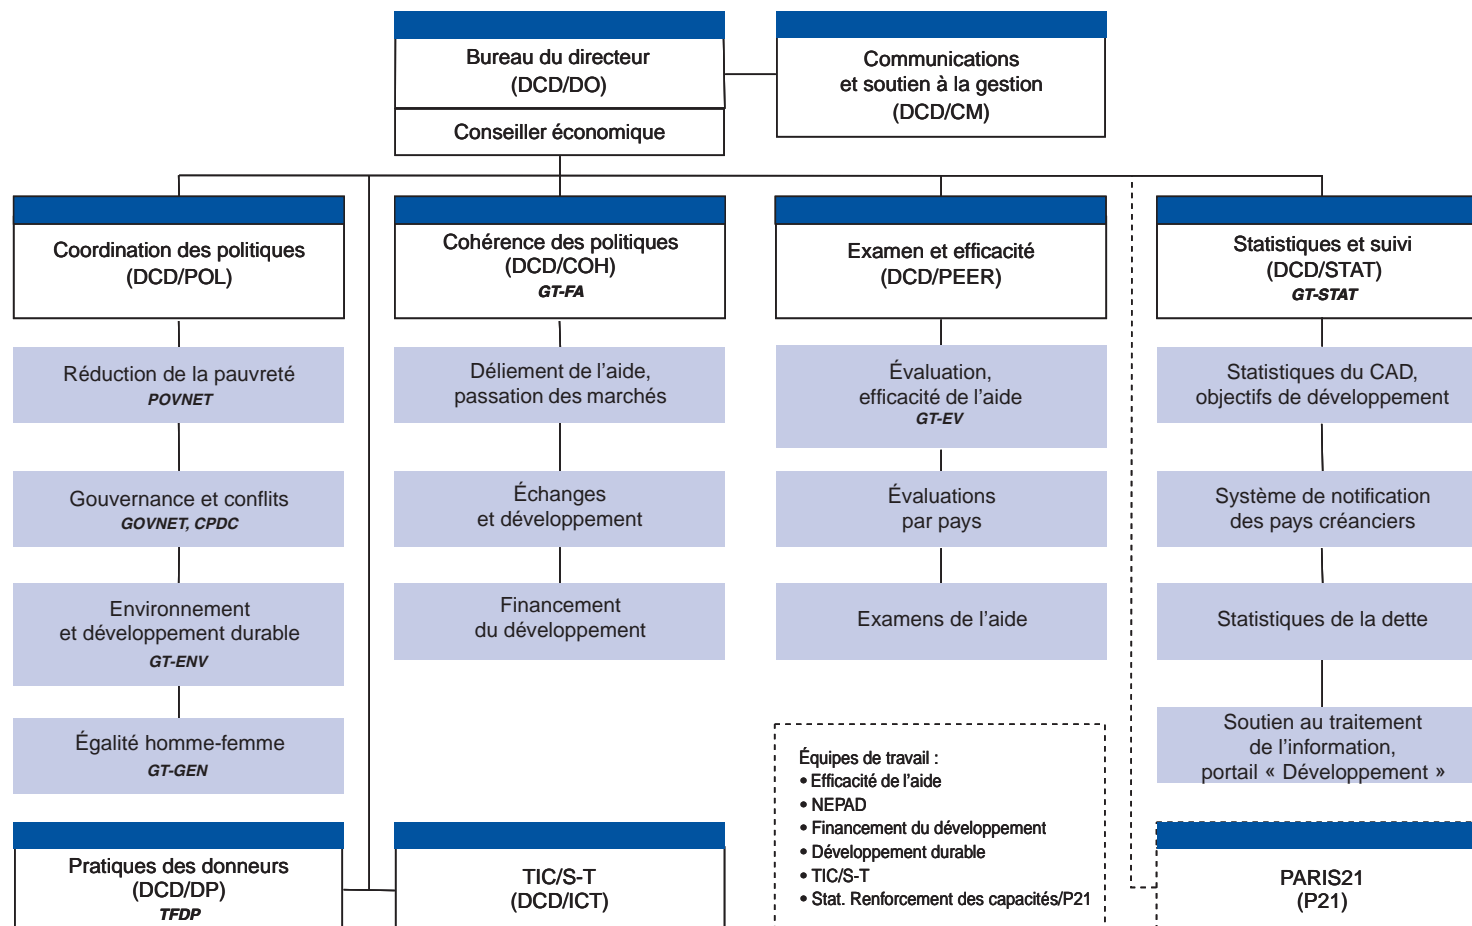 Bureau du directeur
(DCD/DO)
Conseiller économique
Communications
et soutien à la gestion
(DCD/CM)
Coordination des politiques
(DCD/POL)
Cohérence des politiques
(DCD/COH)
GT-FA
Examen et efficacité
(DCD/PEER)
Statistiques et suivi
(DCD/STAT)
GT-STAT
Réduction de la pauvreté
POVNET
Déliement de l’aide,
passation des marchés
Évaluation,
efficacité de l’aide
GT-EV
Statistiques du CAD,
objectifs de développement
Gouvernance et conflits
GOVNET, CPDC
Échanges
et développement
Évaluations
par pays
Système de notification
des pays créanciers
Environnement
et développement durable
GT-ENV
Financement
du développement
Examens de l’aide
Statistiques de la dette
Égalité homme-femme
GT-GEN
Soutien au traitement
de l’information,
portail « Développement »
Équipes de travail :
• Efficacité de l’aide
• NEPAD
• Financement du développement
• Développement durable
• TIC/S-T
• Stat. Renforcement des capacités/P21
Pratiques des donneurs
(DCD/DP)
TFDP
TIC/S-T
(DCD/ICT)
PARIS21
(P21)